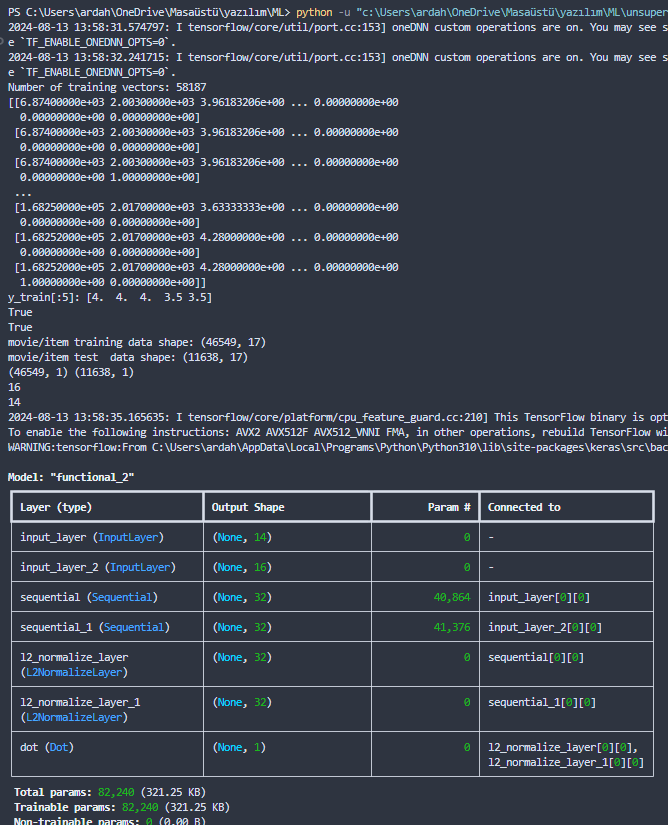 PS C:\Users\ardah\OneDrive\Masaüstü\yazılım\ML> python -u "c:\Users\ardah\OneDrive\Masaüstü\yazılım\ML\unsuper
2024-08-13 13:58:31.574797: I tensorflow/core/util/port.cc:153] oneDNN custom operations are on. You may see s
e `TF_ENABLE_ONEDNN_OPTS=0`.
2024-08-13 13:58:32.241715: I tensorflow/core/util/port.cc:153] oneDNN custom operations are on. You may see s
e `TF_ENABLE_ONEDNN_OPTS=0`.
Number of training vectors: 58187
[[6.87400000e+03 2.00300000e+03 3.96183206e+00 ... 0.00000000e+00
0.00000000e+00 0.00000000e+00]
[6.87400000e+03 2.00300000e+03 3.96183206e+00 ... 0.00000000e+00
0.00000000e+00 0.00000000e+00]
[6.87400000e+03 2.00300000e+03 3.96183206e+00 ... 0.00000000e+00
0.00000000e+00 1.00000000e+00]
...
[1.68250000e+05 2.01700000e+03 3.63333333e+00 ... 0.00000000e+00
0.00000000e+00 0.00000000e+00]
[1.68252000e+05 2.01700000e+03 4.28000000e+00 ... 0.00000000e+00
0.00000000e+00 0.00000000e+00]
[1.68252000e+05 2.01700000e+03 4.28000000e+00 ... 0.00000000e+00
1.00000000e+00 0.00000000e+00]]
y_train[:5]: [4.  4.  4.  3.5 3.5]
True
True
movie/item training data shape: (46549, 17)
movie/item test  data shape: (11638, 17)
(46549, 1) (11638, 1)
16
14
2024-08-13 13:58:35.165635: I tensorflow/core/platform/cpu_feature_guard.cc:210] This TensorFlow binary is opt
To enable the following instructions: AVX2 AVX512F AVX512_VNNI FMA, in other operations, rebuild TensorFlow wi
WARNING:tensorflow:From C:\Users\ardah\AppData\Local\Programs\Python\Python310\lib\site-packages\keras\src\bac
Model: "functional_2"
Layer (type) Output Shape Param # Connected to
input_layer (InputLayer) (None, 14) 0 -
input_layer_2 (InputLayer) (None, 16) 0 -
sequential (Sequential) (None, 32) 40,864 input_layer[0][0]
sequential_1 (Sequential) (None, 32) 41,376 input_layer_2[0][0]
l2_normalize_layer (None, 32) 0 sequential[0][0]
(L2NormalizeLayer)
l2_normalize_layer_1 (None, 32) 0 sequential_1[0][0]
(L2NormalizeLayer)
dot (Dot) (None, 1) 0 l2_normalize_layer[0][0],
l2_normalize_layer_1[0][0]
Total params: 82,240 (321.25 KB)
Trainable params: 82,240 (321.25 KB)
Non-trainable params: 0 (0.00 B)